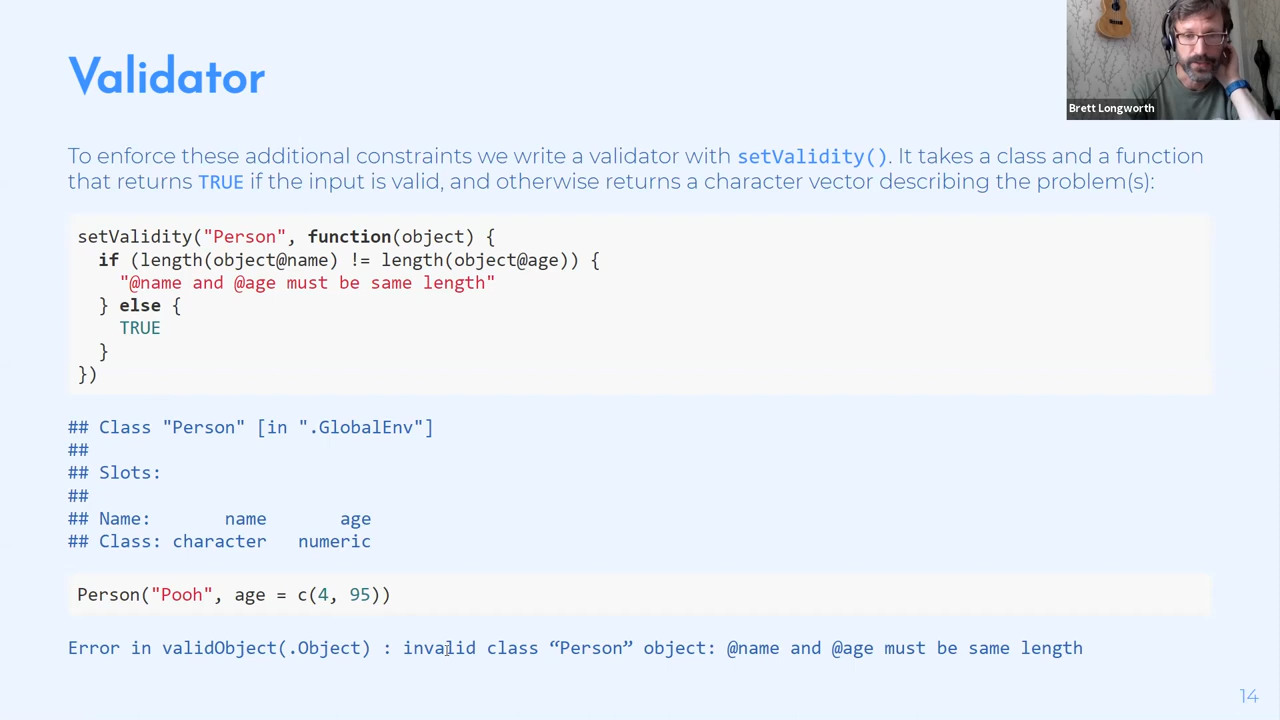 Validator
Brett Longworth
To enforce these additional constraints we write a validator with setValidity(). It takes a class and a function
that returns TRUE if the input is valid, and otherwise returns a character vector describing the problem(s):
setValidity("Person", function(object) {
  if (length(object@name) != length(object@age)) {
    "@name and @age must be same length"
  } else {
    TRUE
  }
})
## Class "Person" [in ".GlobalEnv"]
##
## Slots:
##
## Name:       name       age
## Class: character   numeric
Person("Pooh", age = c(4, 95))
Error in validObject(.Object) : invalid class “Person” object: @name and @age must be same length
14